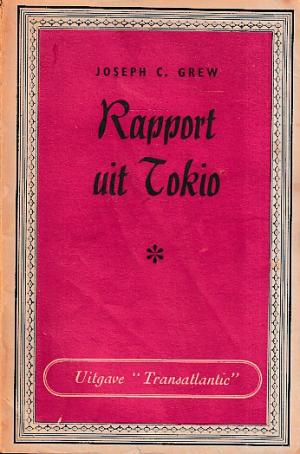 JOSEPH C. GREW
Rapport
uit Tokio
*
Uitgave "Transatlantic"